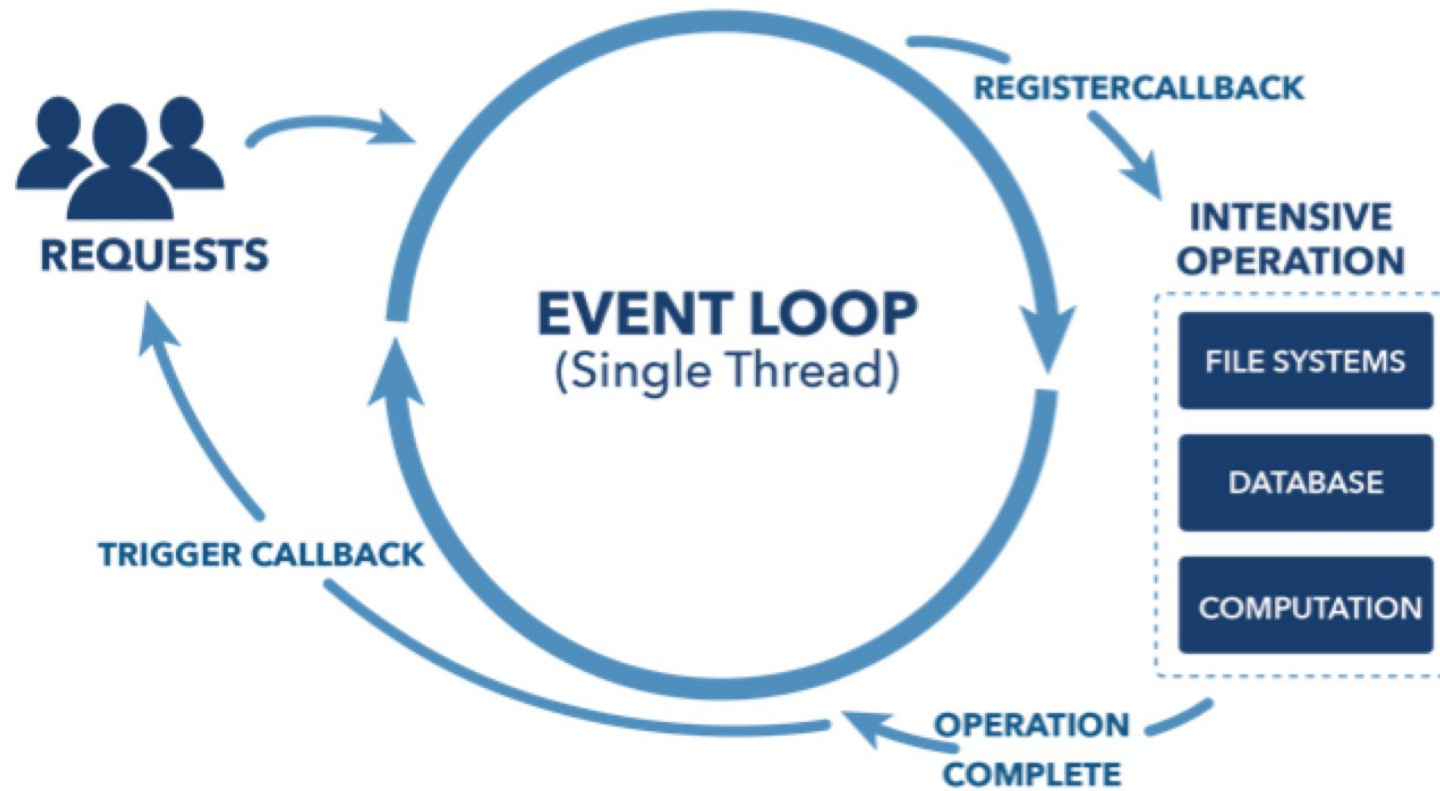 REGISTERCALLBACK
REQUESTS
INTENSIVE
OPERATION
EVENT LOOP
(Single Thread)
FILE SYSTEMS
DATABASE
COMPUTATION
TRIGGER CALLBACK
OPERATION
COMPLETE